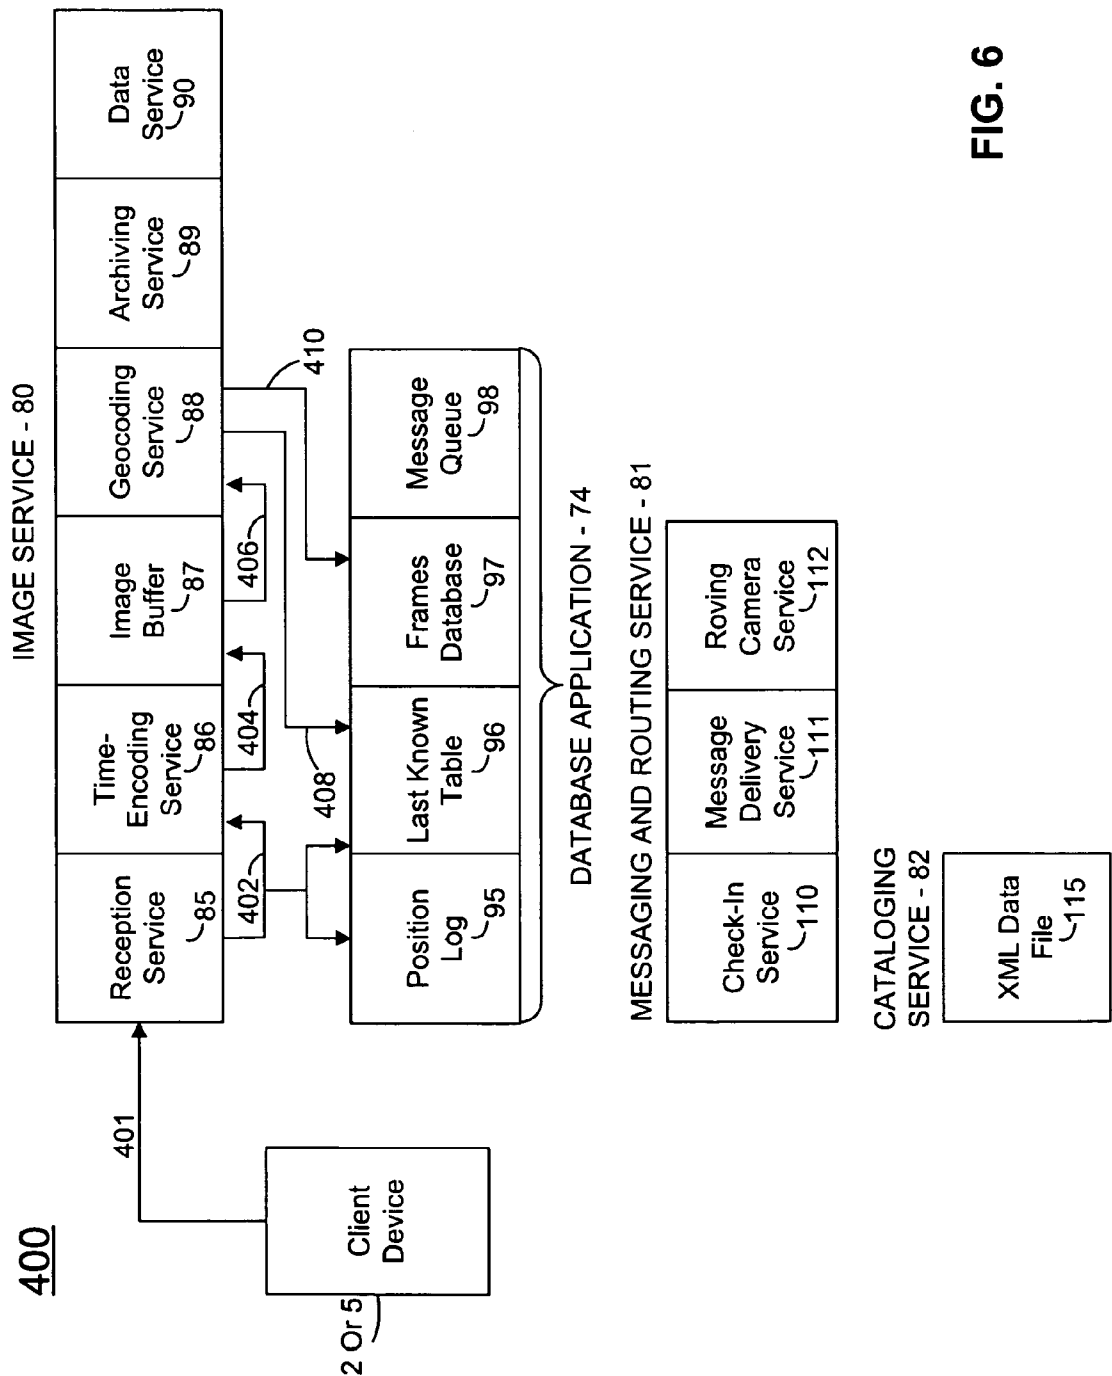 400
IMAGE SERVICE - 80
Reception
Service
85
Time-
Encoding
Service
86
Image
Buffer
87
Geocoding
Service
88
Archiving
Service
89
Data
Service
90
401
402
404
406
408
410
2 Or 5
Client
Device
Position
Log
95
Last Known
Table
96
Frames
Database
97
Message
Queue
98
DATABASE APPLICATION - 74
MESSAGING AND ROUTING SERVICE - 81
Check-In
Service
110
Message
Delivery
Service
111
Roving
Camera
Service
112
CATALOGING
SERVICE - 82
XML Data
File
115
FIG. 6